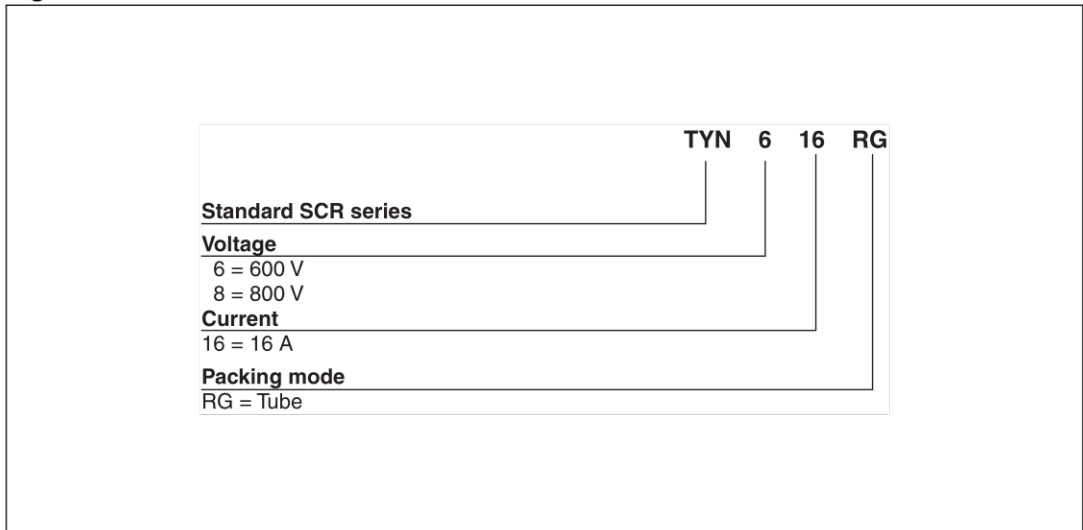 TYN 6 16 RG
Standard SCR series
Voltage
6 = 600 V
8 = 800 V
Current
16 = 16 A
Packing mode
RG = Tube